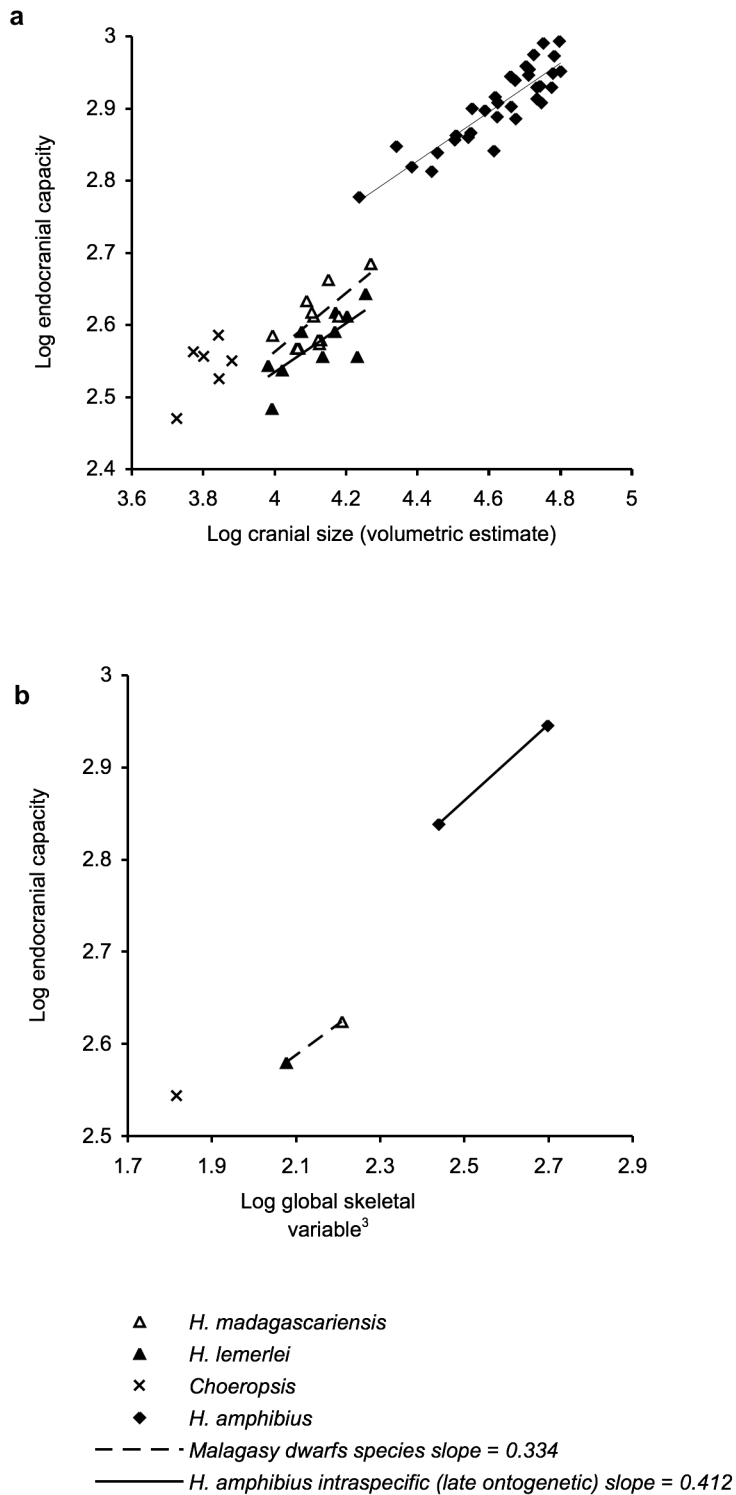 a
3
2.9
2.8
2.7
2.6
2.5
2.4
Log endocranial capacity
3.6 3.8 4 4.2 4.4 4.6 4.8 5
Log cranial size (volumetric estimate)
b
3
2.9
2.8
2.7
2.6
2.5
Log endocranial capacity
1.7 1.9 2.1 2.3 2.5 2.7 2.9
Log global skeletal
variable³
H. madagascariensis
H. lemerlei
Choeropsis
H. amphibius
Malagasy dwarfs species slope = 0.334
H. amphibius intraspecific (late ontogenetic) slope = 0.412